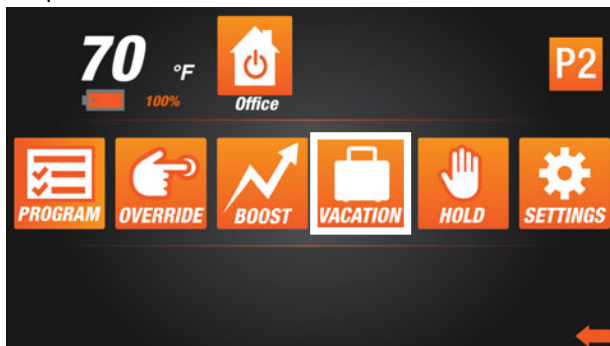 70 °F
P2
100%
Office
PROGRAM OVERRIDE BOOST VACATION HOLD SETTINGS